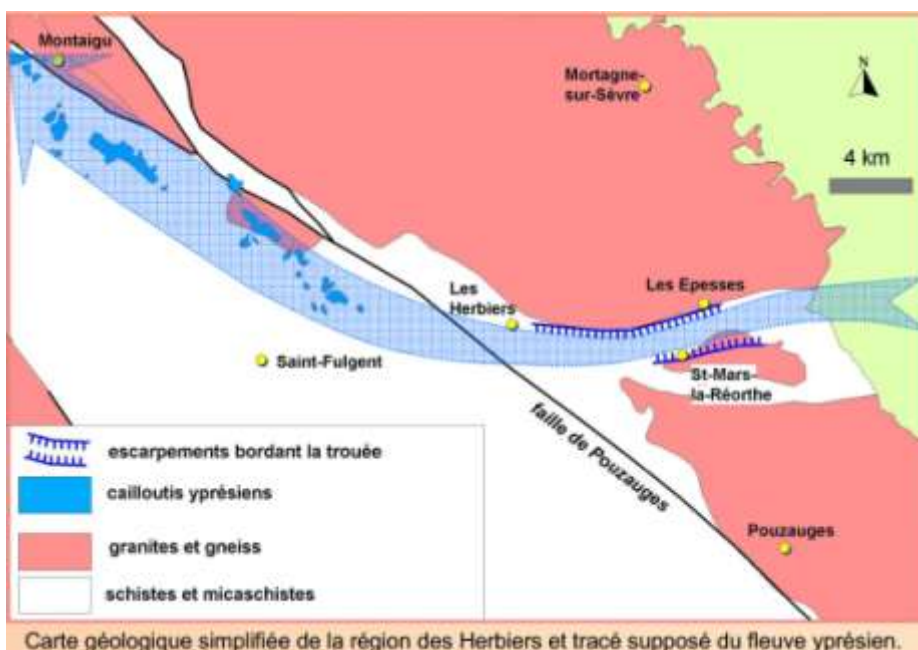 Montaigu
Mortagne-
sur-Sèvre
N
4 km
Les
Herbiers
Les Epesses
Saint-Fulgent
St-Mars-
la-Réorthe
faille de Pouzauges
Pouzauges
escarpements bordant la trouée
cailloutis yprésiens
granites et gneiss
schistes et micaschistes
Carte géologique simplifiée de la région des Herbiers et tracé supposé du fleuve yprésien.